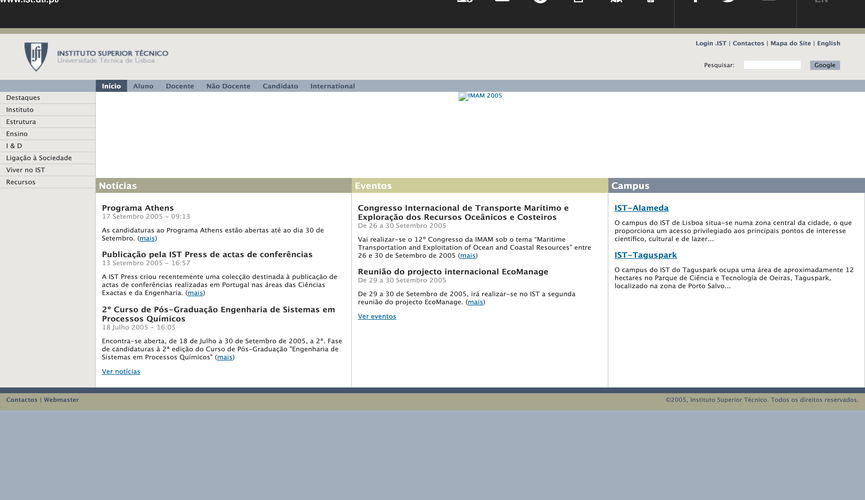 www.ist.utl.pt
EN
INSTITUTO SUPERIOR TÉCNICO
Universidade Técnica de Lisboa
Login .IST | Contactos | Mapa do Site | English
Pesquisar:
Google
Início Aluno Docente Não Docente Candidato International
Destaques
Instituto
Estrutura
Ensino
I & D
Ligação à Sociedade
Viver no IST
Recursos
IMAM 2005
Notícias
Programa Athens
17 Setembro 2005 - 09:13
As candidaturas ao Programa Athens estão abertas até ao dia 30 de
Setembro. (mais)
Publicação pela IST Press de actas de conferências
13 Setembro 2005 - 16:57
A IST Press criou recentemente uma colecção destinada à publicação de
actas de conferências realizadas em Portugal nas áreas das Ciências
Exactas e da Engenharia. (mais)
2º Curso de Pós-Graduação Engenharia de Sistemas em
Processos Químicos
18 Julho 2005 - 16:05
Encontra-se aberta, de 18 de Julho a 30 de Setembro de 2005, a 2ª. Fase
de candidaturas à 2ª edição do Curso de Pós-Graduação "Engenharia de
Sistemas em Processos Químicos" (mais)
Ver notícias
Eventos
Congresso Internacional de Transporte Marítimo e
Exploração dos Recursos Oceânicos e Costeiros
De 26 a 30 Setembro 2005
Vai realizar-se o 12º Congresso da IMAM sob o tema "Maritime
Transportation and Exploitation of Ocean and Coastal Resources" entre
26 e 30 de Setembro de 2005 (mais)
Reunião do projecto internacional EcoManage
De 29 a 30 Setembro 2005
De 29 a 30 de Setembro de 2005, irá realizar-se no IST a segunda
reunião do projecto EcoManage. (mais)
Ver eventos
Campus
IST-Alameda
O campus do IST de Lisboa situa-se numa zona central da cidade, o que
proporciona um acesso privilegiado aos principais pontos de interesse
científico, cultural e de lazer...
IST-Taguspark
O campus do IST do Taguspark ocupa uma área de aproximadamente 12
hectares no Parque de Ciência e Tecnologia de Oeiras, Taguspark,
localizado na zona de Porto Salvo...
Contactos | Webmaster
©2005, Instituto Superior Técnico. Todos os direitos reservados.